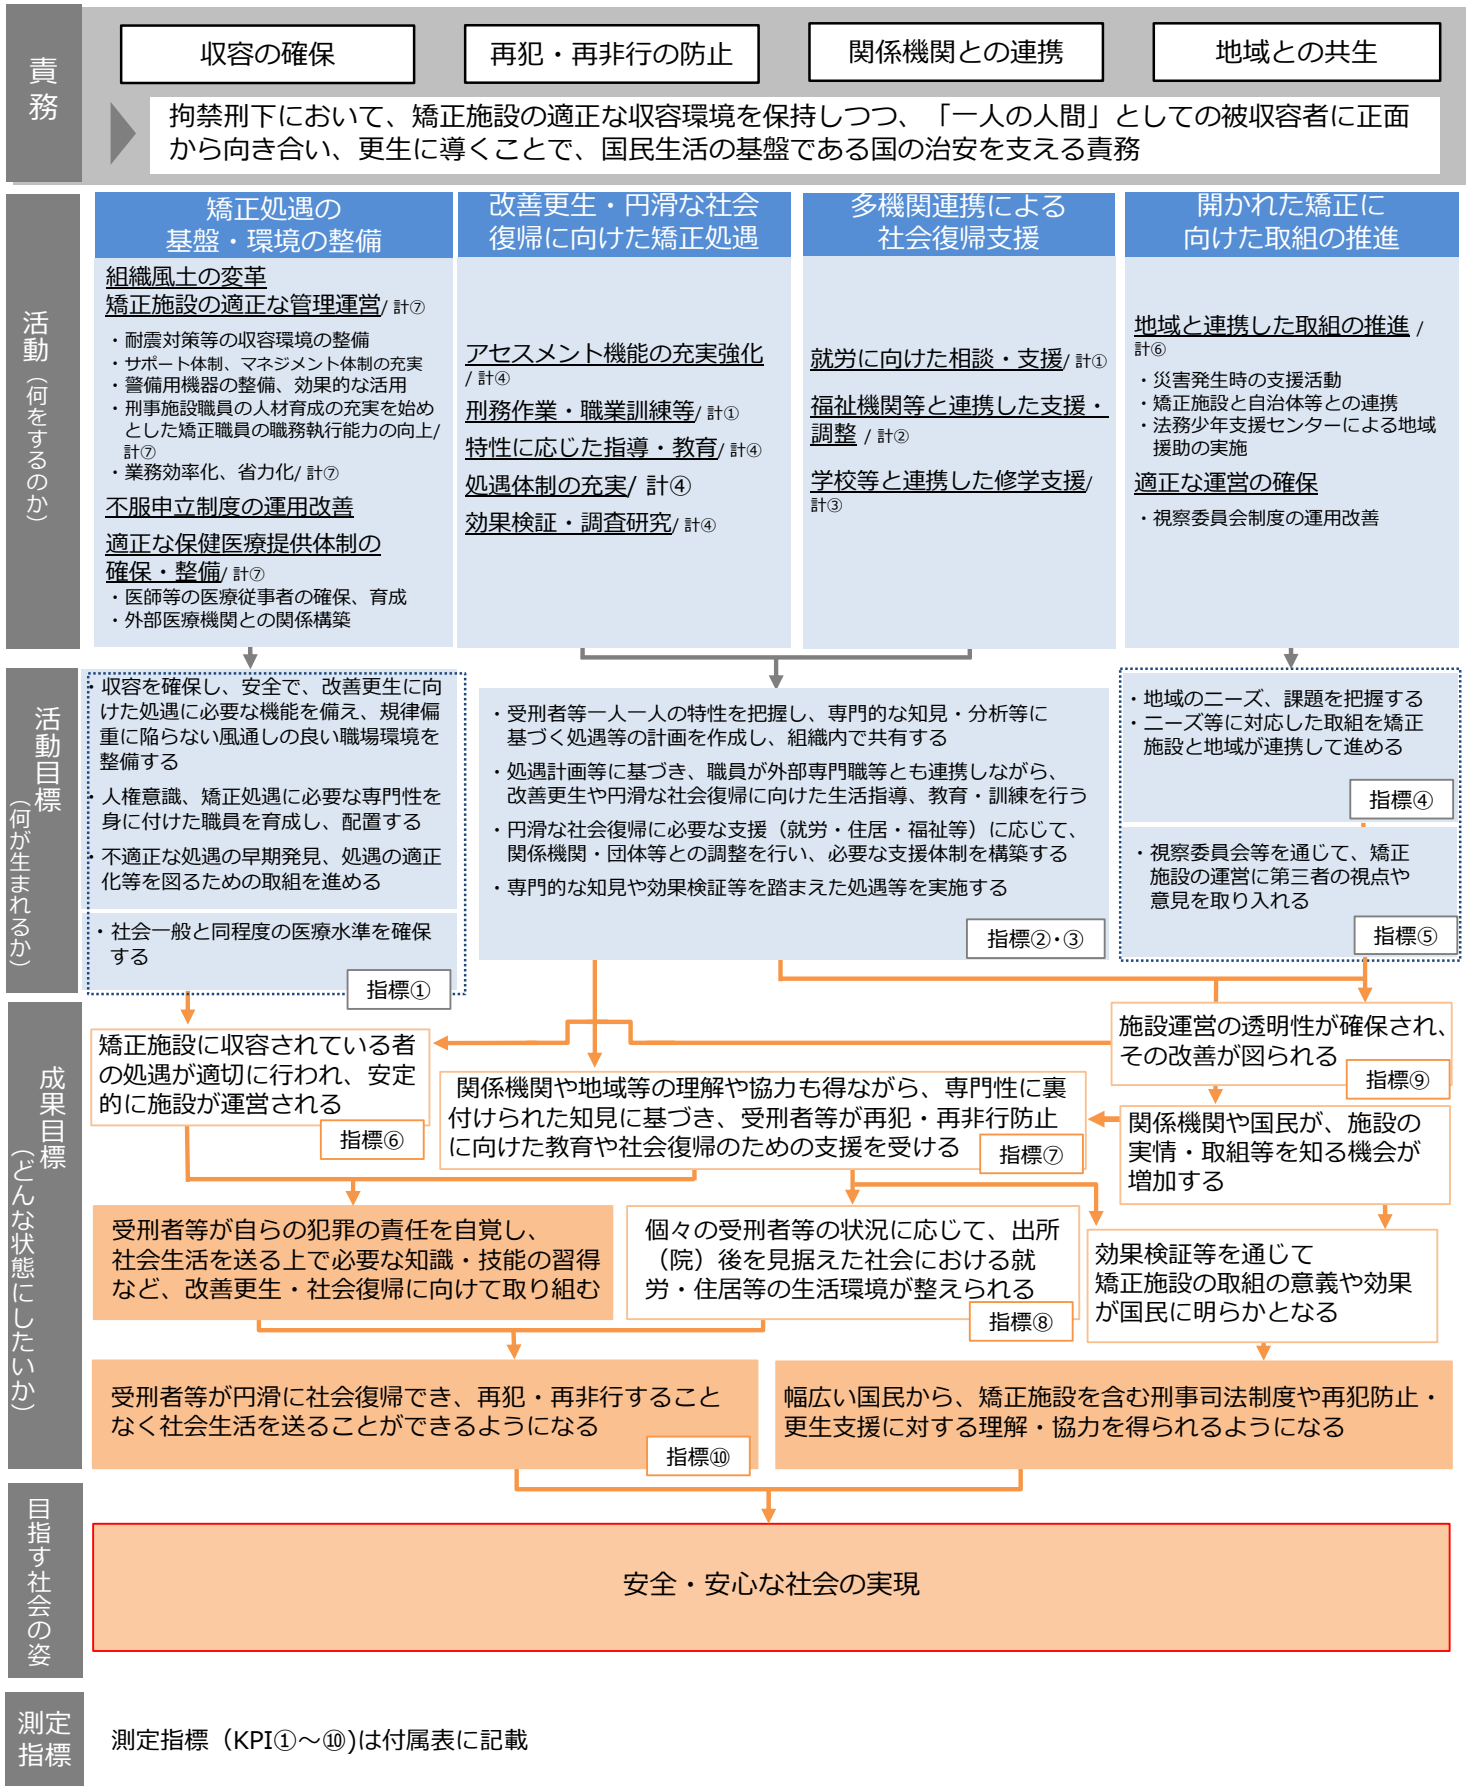 責務
収容の確保
再犯・再非行の防止
関係機関との連携
地域との共生
拘禁刑下において、矯正施設の適正な収容環境を保持しつつ、「一人の人間」としての被収容者に正面
から向き合い、更生に導くことで、国民生活の基盤である国の治安を支える責務
活動（何をするのか）
矯正処遇の
基盤・環境の整備
組織風土の変革
矯正施設の適正な管理運営/ 計⑦
・耐震対策等の収容環境の整備
・サポート体制、マネジメント体制の充実
・警備用機器の整備、効果的な活用
・刑事施設職員の人材育成の充実を始め
とした矯正職員の職務執行能力の向上/
計⑦
・業務効率化、省力化/ 計⑦
不服申立制度の運用改善
適正な保健医療提供体制の
確保・整備/ 計⑦
・医師等の医療従事者の確保、育成
・外部医療機関との関係構築
改善更生・円滑な社会
復帰に向けた矯正処遇
アセスメント機能の充実強化
/ 計④
刑務作業・職業訓練等/ 計①
特性に応じた指導・教育/ 計④
処遇体制の充実/ 計④
効果検証・調査研究/ 計④
多機関連携による
社会復帰支援
就労に向けた相談・支援/ 計①
福祉機関等と連携した支援・
調整 / 計②
学校等と連携した修学支援/
計③
開かれた矯正に
向けた取組の推進
地域と連携した取組の推進 /
計⑥
・災害発生時の支援活動
・矯正施設と自治体等との連携
・法務少年支援センターによる地域
援助の実施
適正な運営の確保
・視察委員会制度の運用改善
活動目標
（何が生まれるか）
・収容を確保し、安全で、改善更生に向
けた処遇に必要な機能を備え、規律偏
重に陥らない風通しの良い職場環境を
整備する
・人権意識、矯正処遇に必要な専門性を
身に付けた職員を育成し、配置する
・不適正な処遇の早期発見、処遇の適正
化等を図るための取組を進める
・社会一般と同程度の医療水準を確保
する
指標①
・受刑者等一人一人の特性を把握し、専門的な知見・分析等に
基づく処遇等の計画を作成し、組織内で共有する
・処遇計画等に基づき、職員が外部専門職等とも連携しながら、
改善更生や円滑な社会復帰に向けた生活指導、教育・訓練を行う
・円滑な社会復帰に必要な支援（就労・住居・福祉等）に応じて、
関係機関・団体等との調整を行い、必要な支援体制を構築する
・専門的な知見や効果検証等を踏まえた処遇等を実施する
指標②・③
・地域のニーズ、課題を把握する
・ニーズ等に対応した取組を矯正
施設と地域が連携して進める
指標④
・視察委員会等を通じて、矯正
施設の運営に第三者の視点や
意見を取り入れる
指標⑤
成果目標
（どんな状態にしたいか）
矯正施設に収容されている者
の処遇が適切に行われ、安定
的に施設が運営される
指標⑥
施設運営の透明性が確保され、
その改善が図られる
指標⑨
関係機関や地域等の理解や協力も得ながら、専門性に裏
付けられた知見に基づき、受刑者等が再犯・再非行防止
に向けた教育や社会復帰のための支援を受ける
指標⑦
関係機関や国民が、施設の
実情・取組等を知る機会が
増加する
受刑者等が自らの犯罪の責任を自覚し、
社会生活を送る上で必要な知識・技能の習得
など、改善更生・社会復帰に向けて取り組む
個々の受刑者等の状況に応じて、出所
（院）後を見据えた社会における就
労・住居等の生活環境が整えられる
指標⑧
効果検証等を通じて
矯正施設の取組の意義や効果
が国民に明らかとなる
受刑者等が円滑に社会復帰でき、再犯・再非行すること
なく社会生活を送ることができるようになる
指標⑩
幅広い国民から、矯正施設を含む刑事司法制度や再犯防止・
更生支援に対する理解・協力を得られるようになる
目指す社会の姿
安全・安心な社会の実現
測定
指標
測定指標（KPI①～⑩)は付属表に記載